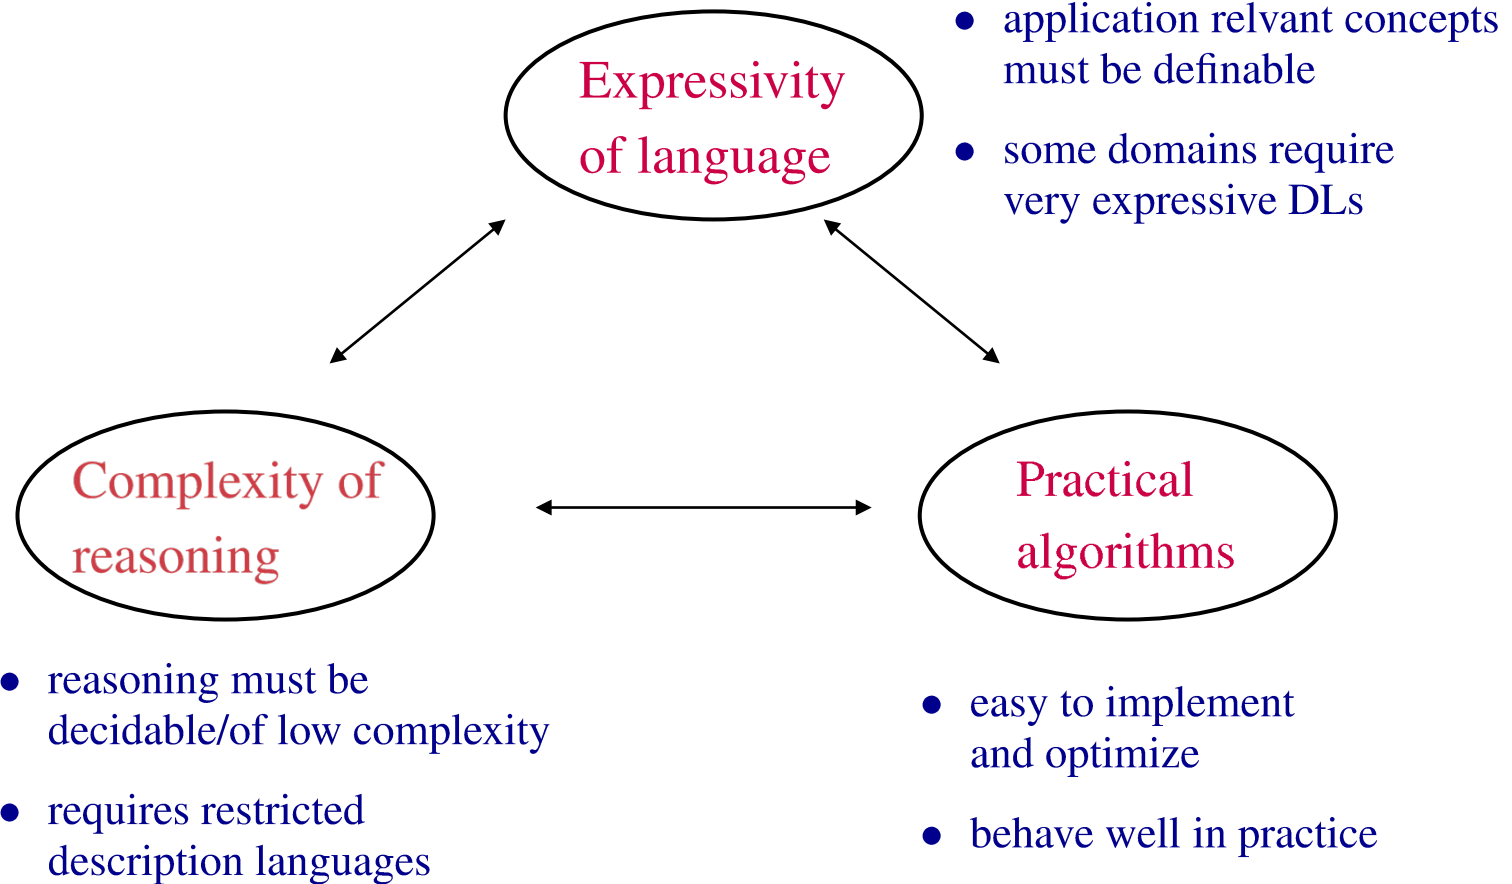 Expressivity
of language
● application relvant concepts
must be definable
● some domains require
very expressive DLs
Complexity of
reasoning
● reasoning must be
decidable/of low complexity
● requires restricted
description languages
Practical
algorithms
● easy to implement
and optimize
● behave well in practice